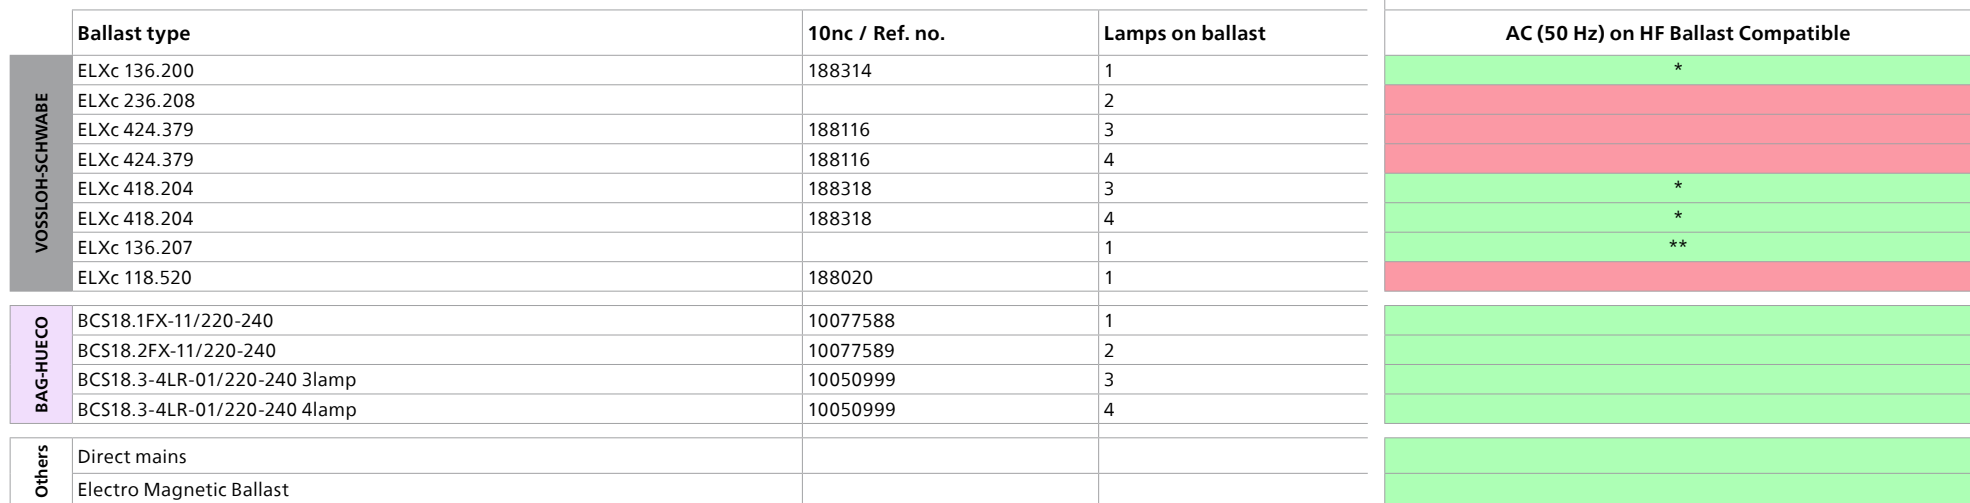 Ballast type 10nc / Ref. no. Lamps on ballast AC (50 Hz) on HF Ballast Compatible
VOSSLOH-SCHWABE
ELXc 136.200 188314 1 *
ELXc 236.208 2
ELXc 424.379 188116 3
ELXc 424.379 188116 4
ELXc 418.204 188318 3 *
ELXc 418.204 188318 4 *
ELXc 136.207 1 **
ELXc 118.520 188020 1
BAG-HUECO
BCS18.1FX-11/220-240 10077588 1
BCS18.2FX-11/220-240 10077589 2
BCS18.3-4LR-01/220-240 3lamp 10050999 3
BCS18.3-4LR-01/220-240 4lamp 10050999 4
Others
Direct mains
Electro Magnetic Ballast